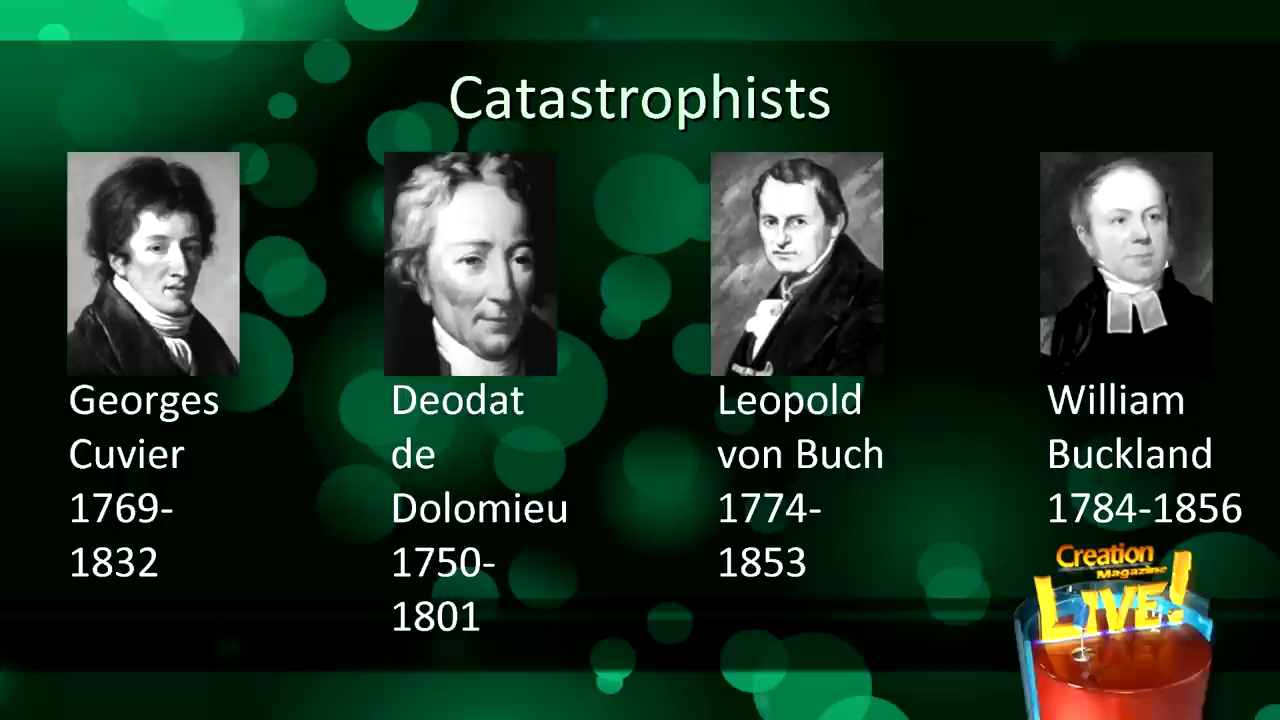 Catastrophists
Georges
Cuvier
1769-
1832
Deodat
de
Dolomieu
1750-
1801
Leopold
von Buch
1774-
1853
William
Buckland
1784-1856
Creation
Magazine
LIVE!